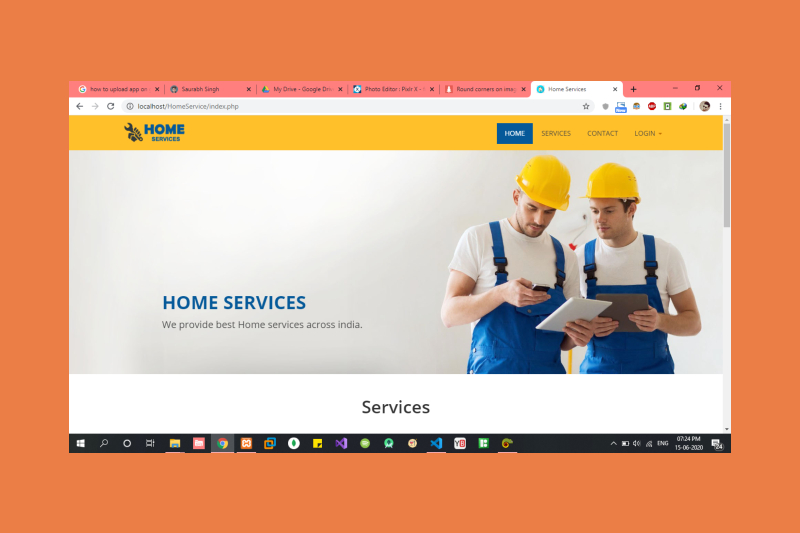 how to upload app on
Saurabh Singh
My Drive - Google Dri
Photo Editor : Pixlr X -
Round corners on imag
Home Services
localhost/HomeService/index.php
New
HOME
SERVICES
HOME
SERVICES
CONTACT
LOGIN
HOME SERVICES
We provide best Home services across india.
Services
ENG
07:24 PM
15-06-2020
24